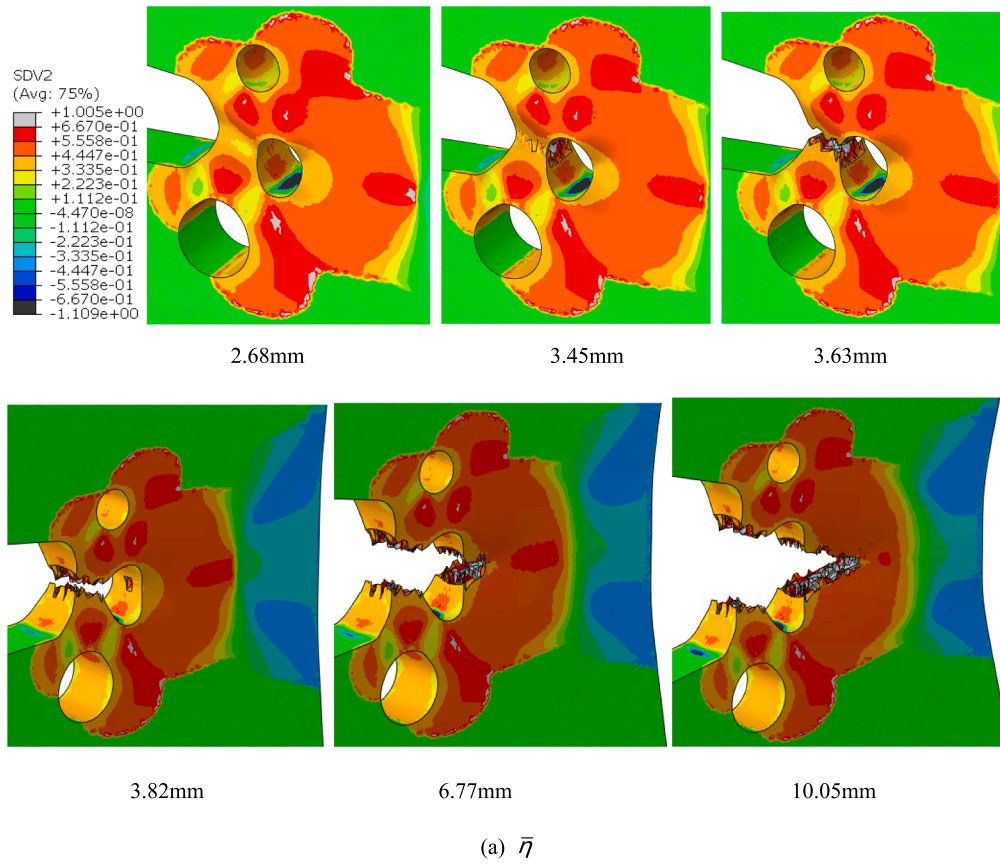 SDV2
(Avg: 75%)
+1.005e+00
+6.670e-01
+5.558e-01
+4.447e-01
+3.335e-01
+2.223e-01
+1.112e-01
-4.470e-08
-1.112e-01
-2.223e-01
-3.335e-01
-4.447e-01
-5.558e-01
-6.670e-01
-1.109e+00
2.68mm
3.45mm
3.63mm
3.82mm
6.77mm
10.05mm
(a) η̅